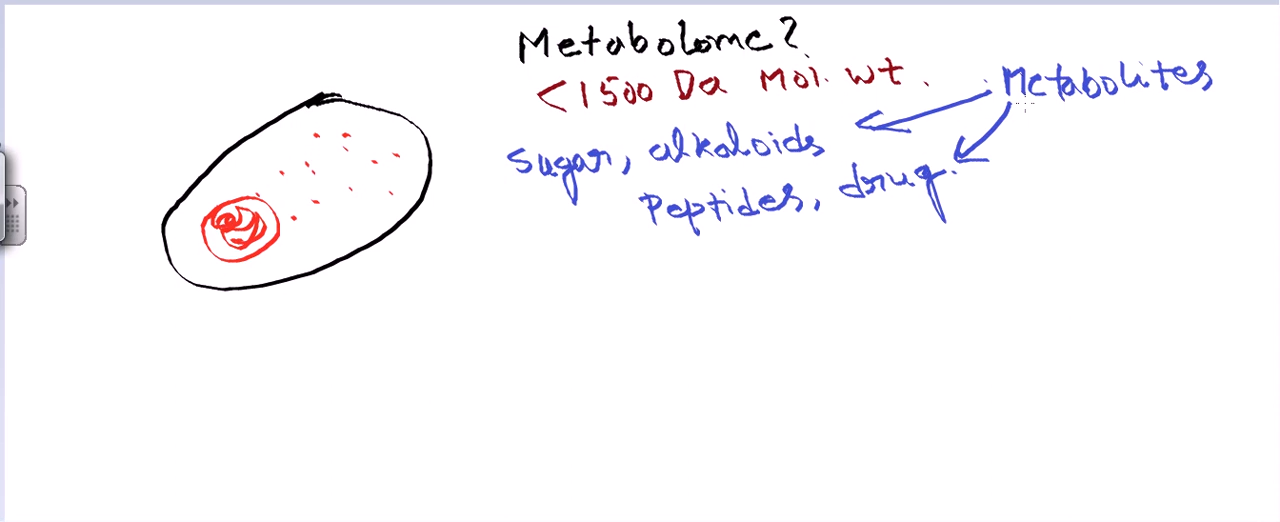 Metabolome?
<1500 Da Mol. wt.
Metabolites
Sugar, alkaloids
Peptides, drug.